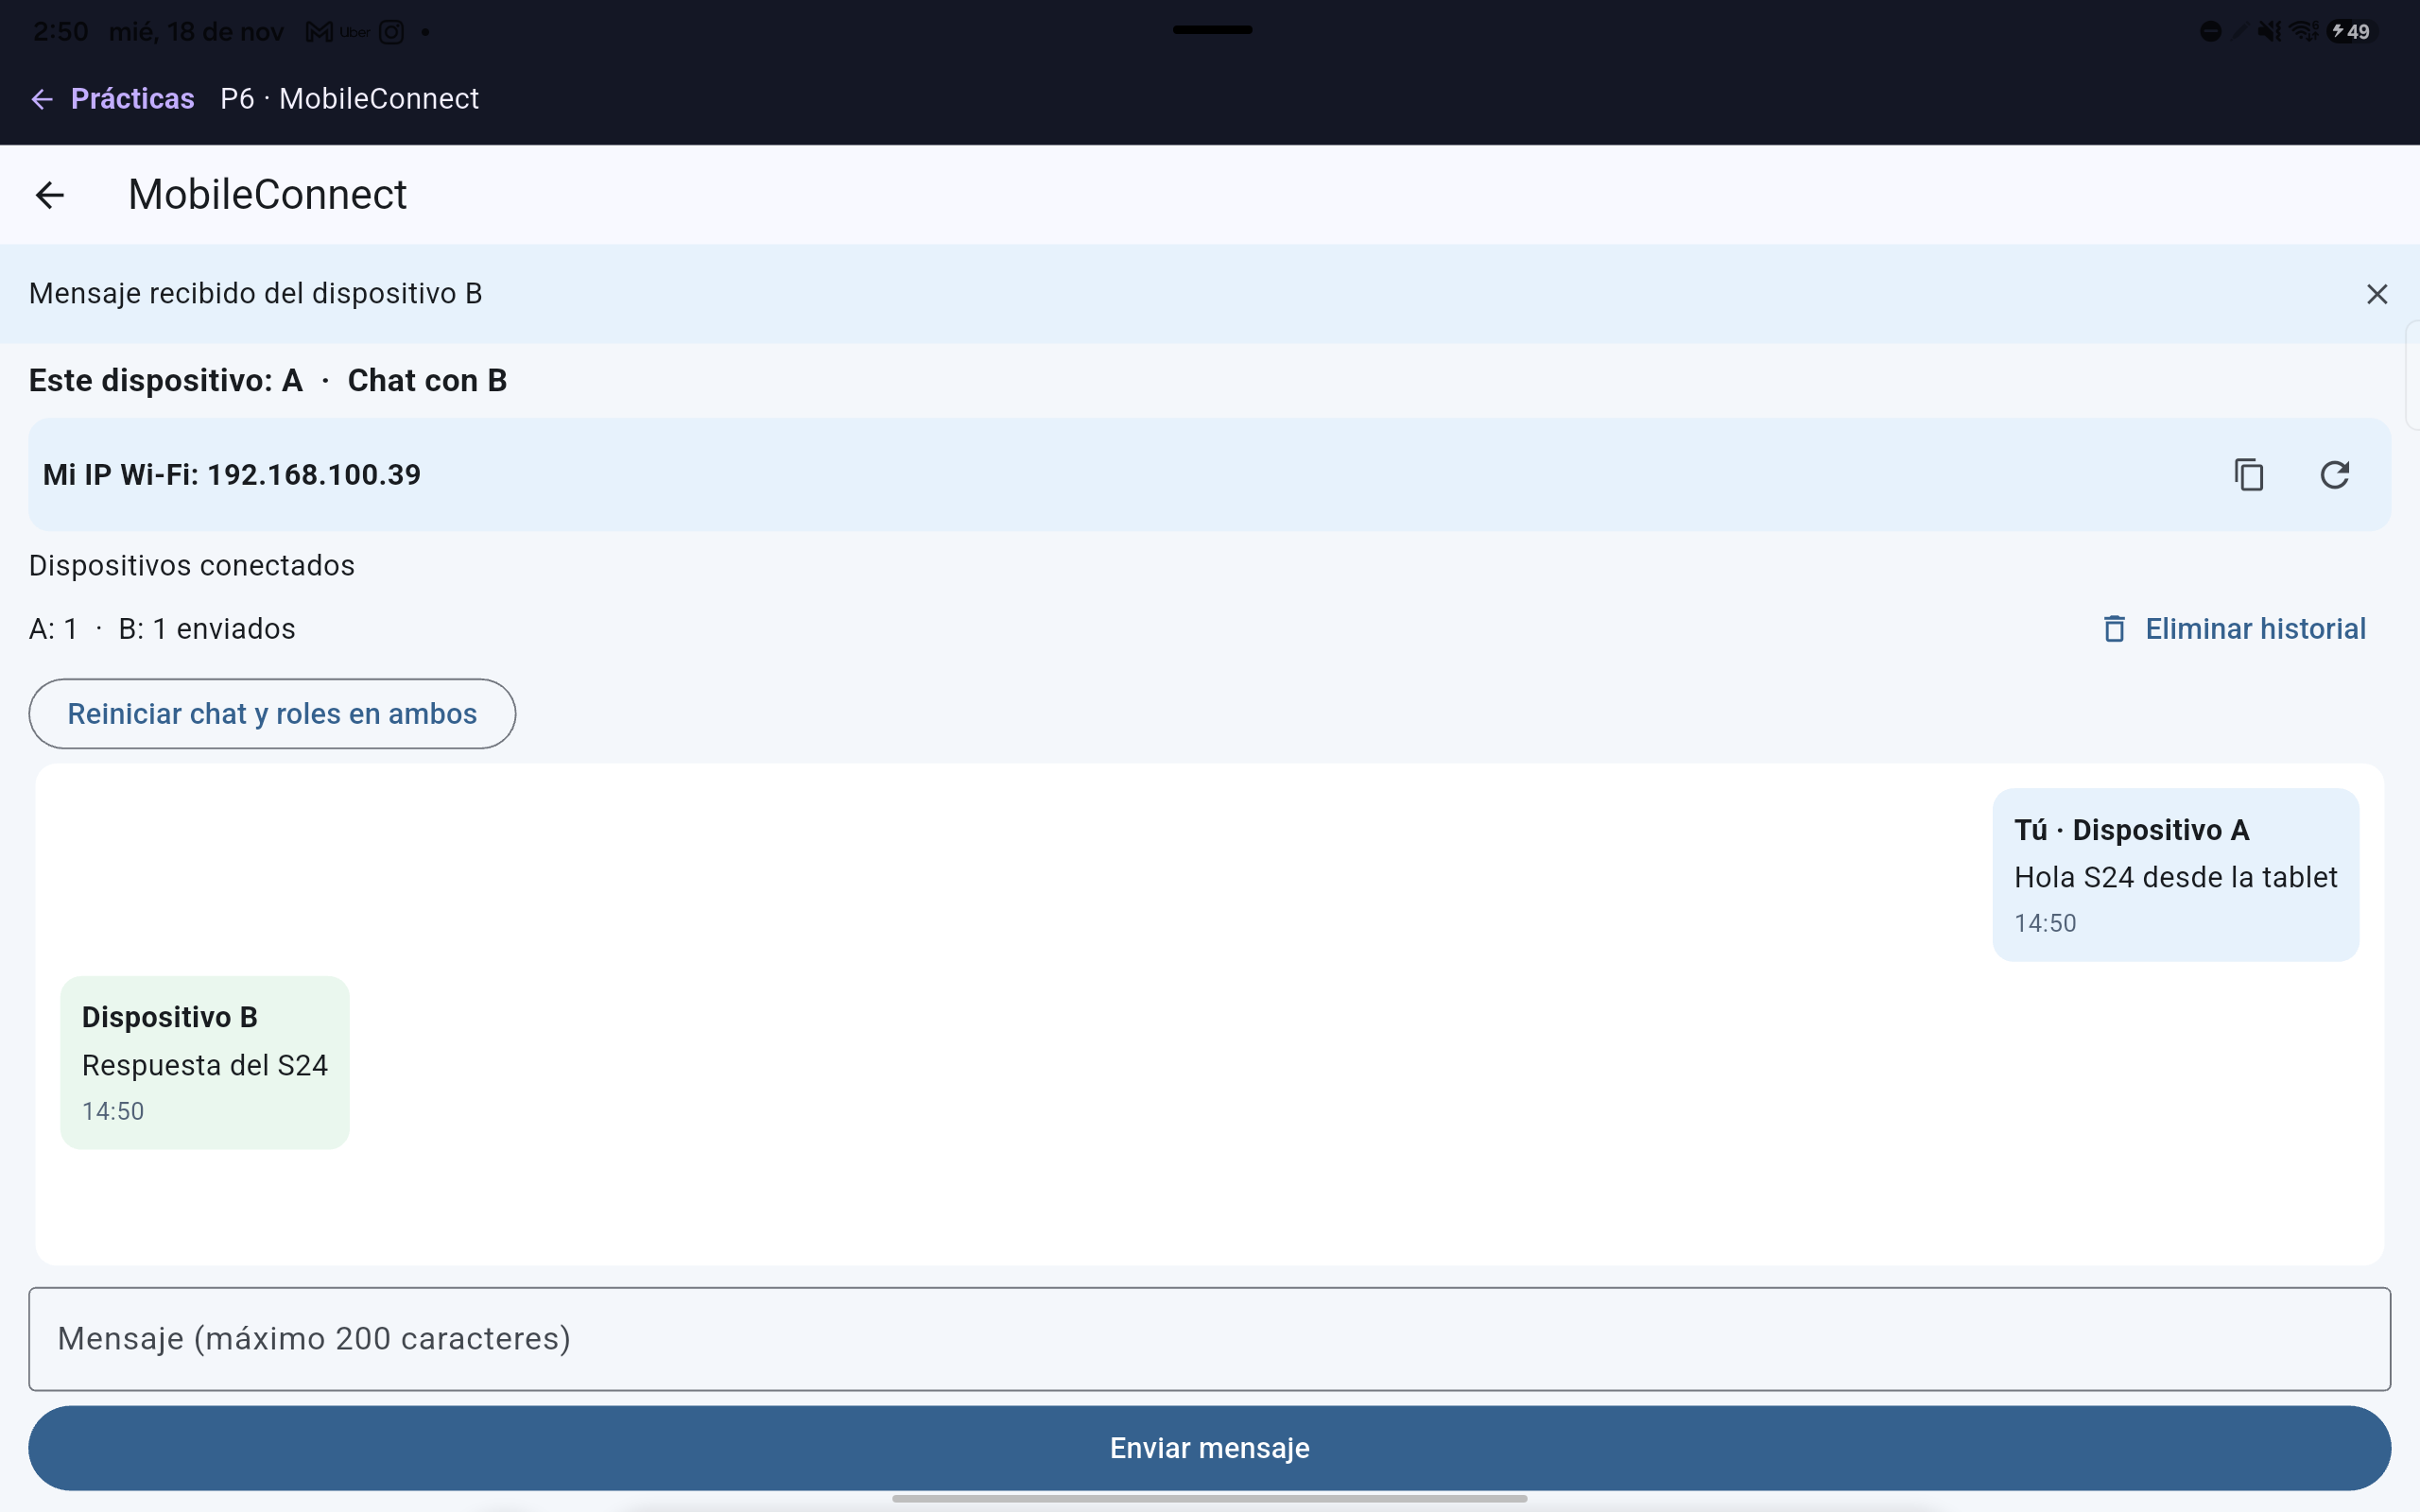 2:50 mié, 18 de nov Uber 49
Prácticas P6 · MobileConnect
MobileConnect
Mensaje recibido del dispositivo B
Este dispositivo: A · Chat con B
Mi IP Wi-Fi: 192.168.100.39
Dispositivos conectados
A: 1 · B: 1 enviados
Eliminar historial
Reiniciar chat y roles en ambos
Tú · Dispositivo A
Hola S24 desde la tablet
14:50
Dispositivo B
Respuesta del S24
14:50
Mensaje (máximo 200 caracteres)
Enviar mensaje